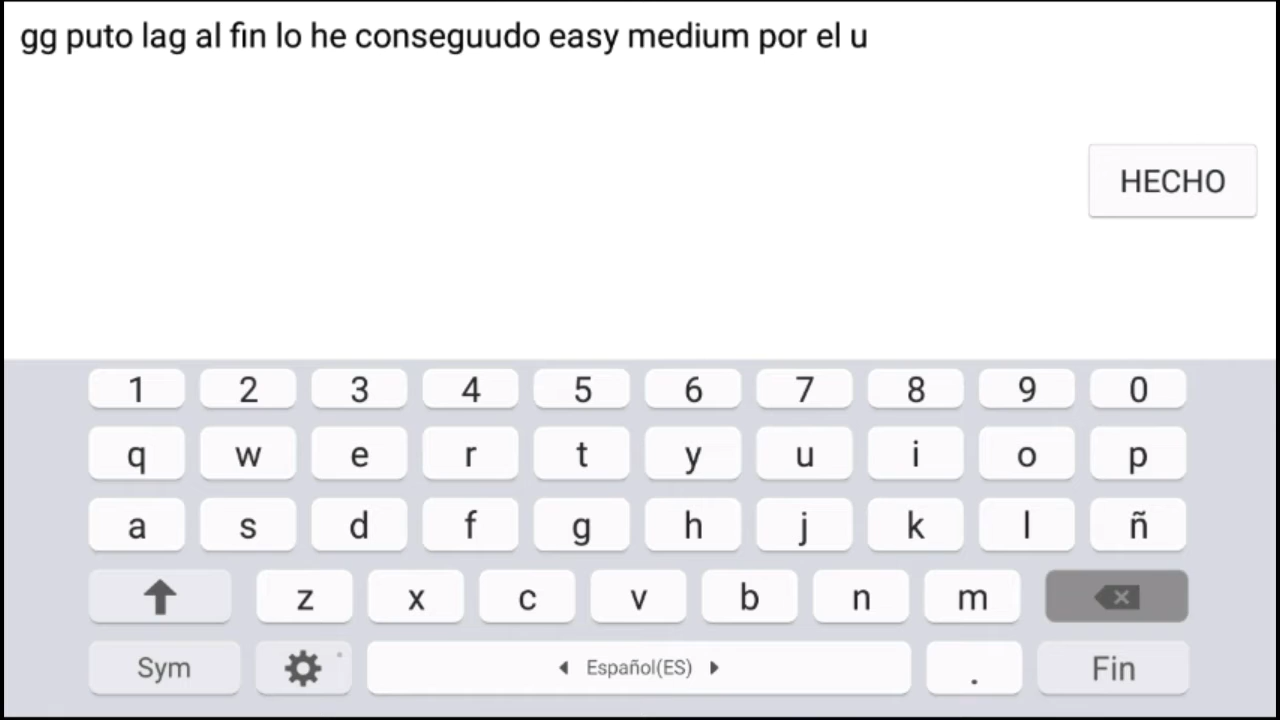 gg puto lag al fin lo he conseguudo easy medium por el u
HECHO
1 2 3 4 5 6 7 8 9 0
q w e r t y u i o p
a s d f g h j k l ñ
z x c v b n m
Sym Español(ES) . Fin